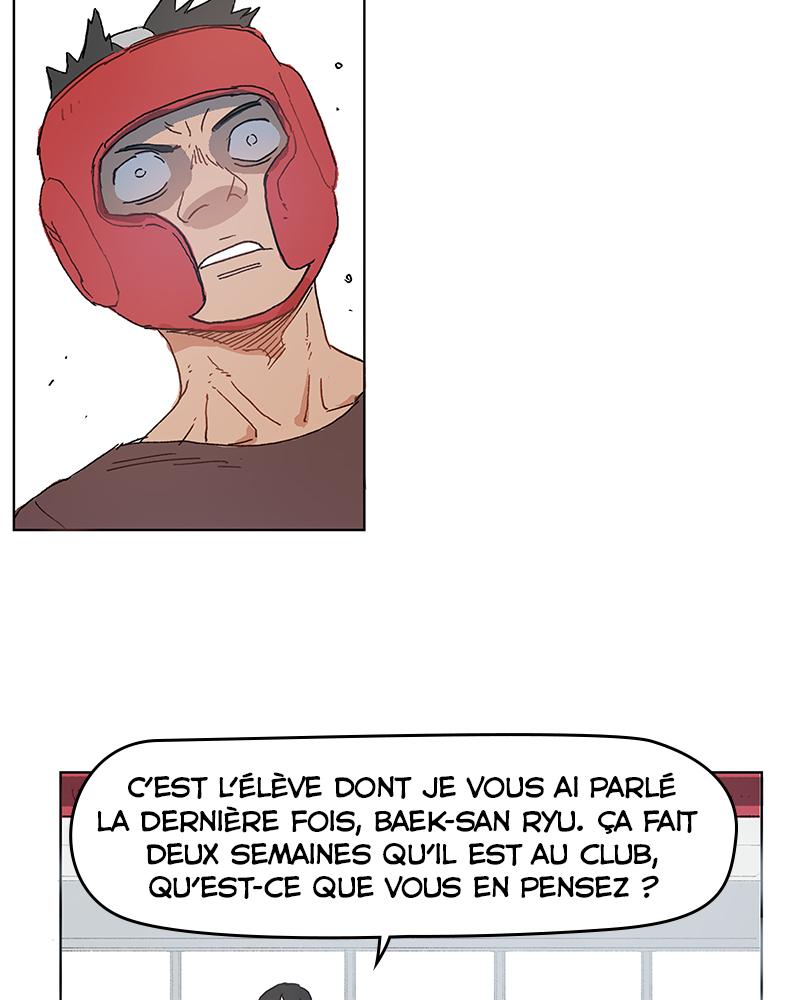 C'EST L'ÉLÈVE DONT JE VOUS AI PARLÉ
LA DERNIÈRE FOIS, BAEK-SAN RYU. ÇA FAIT
DEUX SEMAINES QU'IL EST AU CLUB,
QU'EST-CE QUE VOUS EN PENSEZ ?